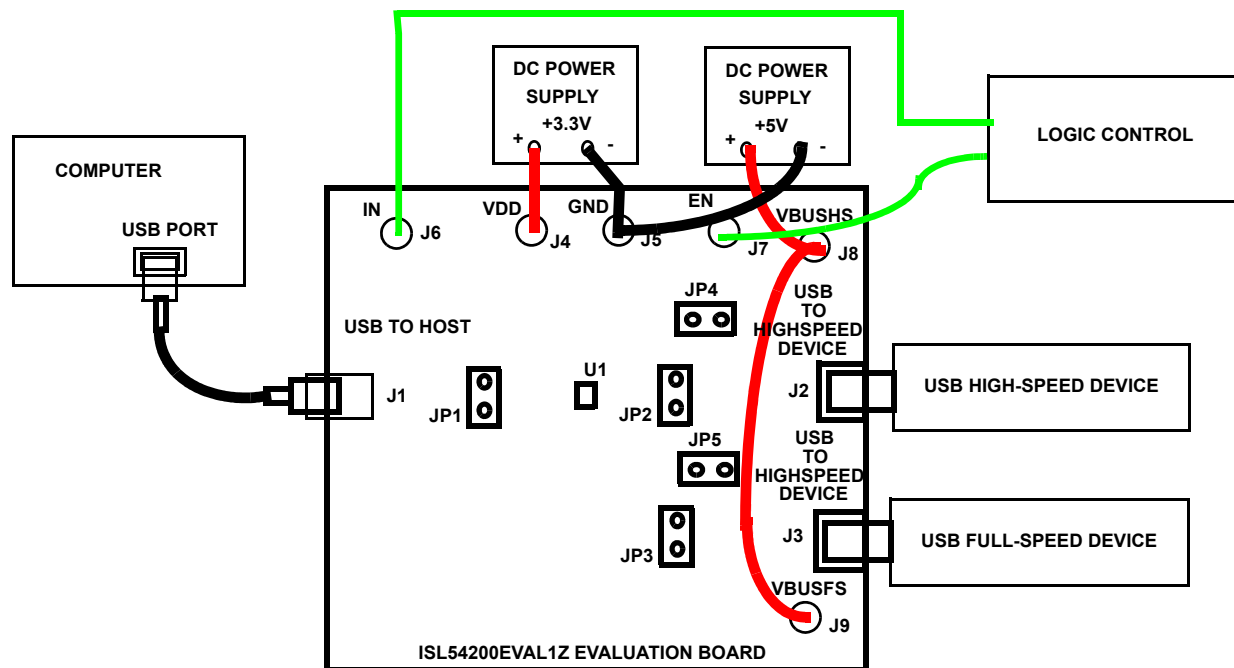 DC POWER
SUPPLY
+3.3V
+ -
DC POWER
SUPPLY
+5V
+ -
LOGIC CONTROL
COMPUTER
USB PORT
IN
J6
VDD
J4
GND
J5
EN
J7
VBUSHS
J8
JP4
USB
TO
HIGHSPEED
DEVICE
USB TO HOST
J1
JP1
U1
JP2
J2
USB HIGH-SPEED DEVICE
JP5
USB
TO
HIGHSPEED
DEVICE
JP3
J3
USB FULL-SPEED DEVICE
VBUSFS
J9
ISL54200EVAL1Z EVALUATION BOARD